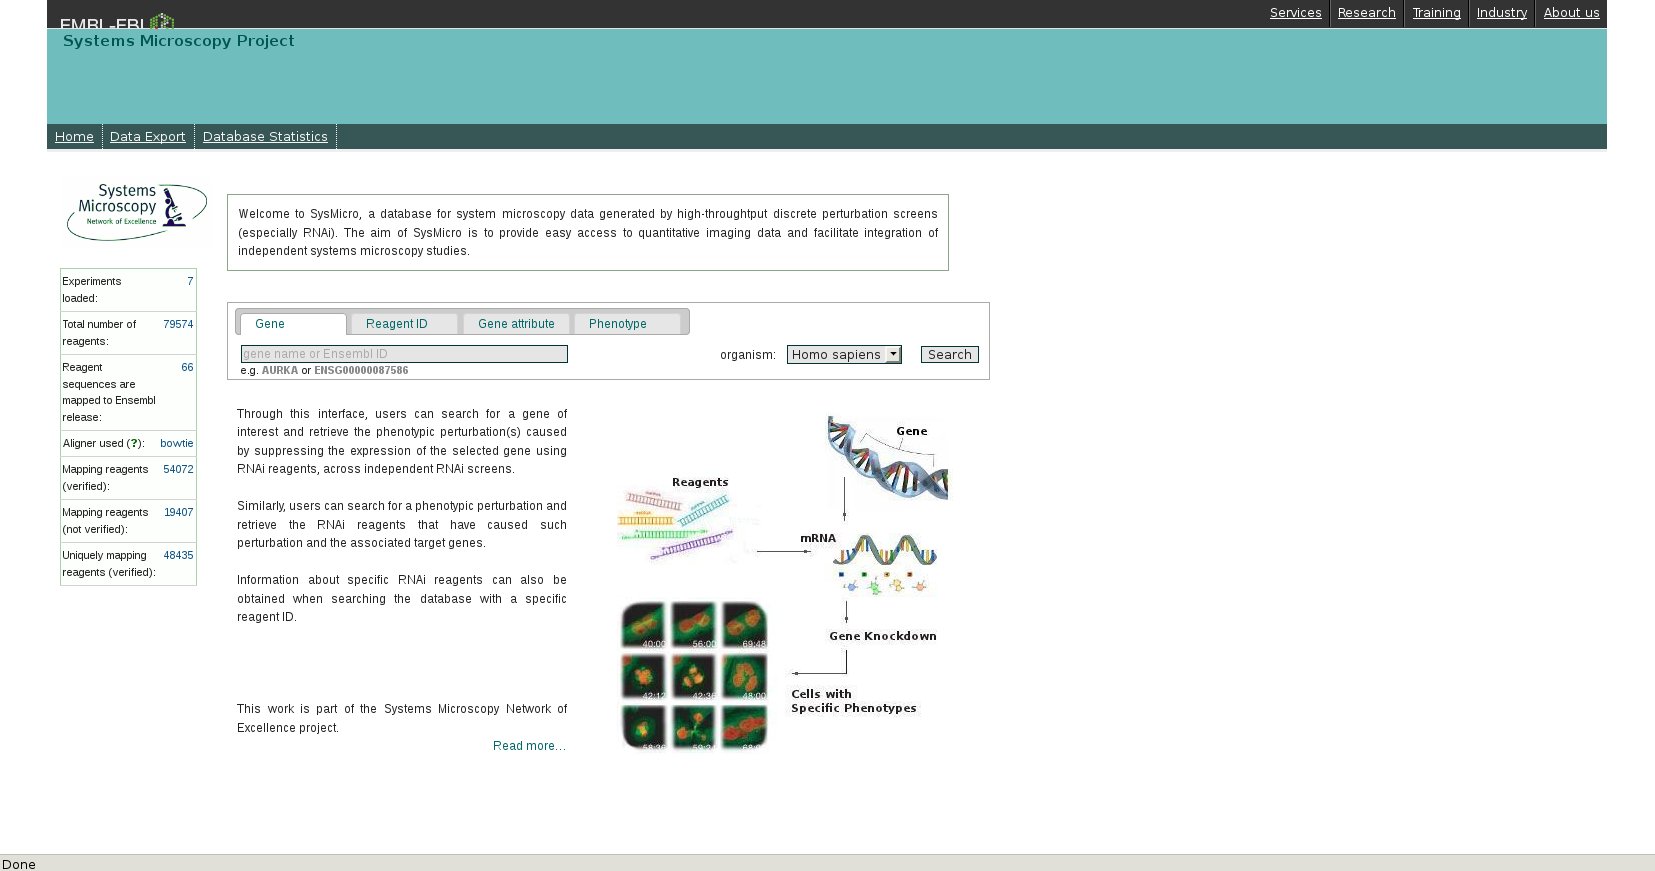 EMBL-EBI
Services Research Training Industry About us
Systems Microscopy Project
Home Data Export Database Statistics
Systems
Microscopy
Network of Excellence
Welcome to SysMicro, a database for system microscopy data generated by high-throughtput discrete perturbation screens
(especially RNAi). The aim of SysMicro is to provide easy access to quantitative imaging data and facilitate integration of
independent systems microscopy studies.
Experiments 7
loaded:
Total number of 79574
reagents:
Reagent 66
sequences are
mapped to Ensembl
release:
Aligner used (?): bowtie
Mapping reagents 54072
(verified):
Mapping reagents 19407
(not verified):
Uniquely mapping 48435
reagents (verified):
Gene Reagent ID Gene attribute Phenotype
gene name or Ensembl ID organism: Homo sapiens Search
e.g. AURKA or ENSG00000087586
Through this interface, users can search for a gene of
interest and retrieve the phenotypic perturbation(s) caused
by suppressing the expression of the selected gene using
RNAi reagents, across independent RNAi screens.
Similarly, users can search for a phenotypic perturbation and
retrieve the RNAi reagents that have caused such
perturbation and the associated target genes.
Information about specific RNAi reagents can also be
obtained when searching the database with a specific
reagent ID.
This work is part of the Systems Microscopy Network of
Excellence project.
Read more...
Gene
Reagents
mRNA
Gene Knockdown
Cells with
Specific Phenotypes
40:00 56:00 69:48
42:12 42:36 48:00
Done